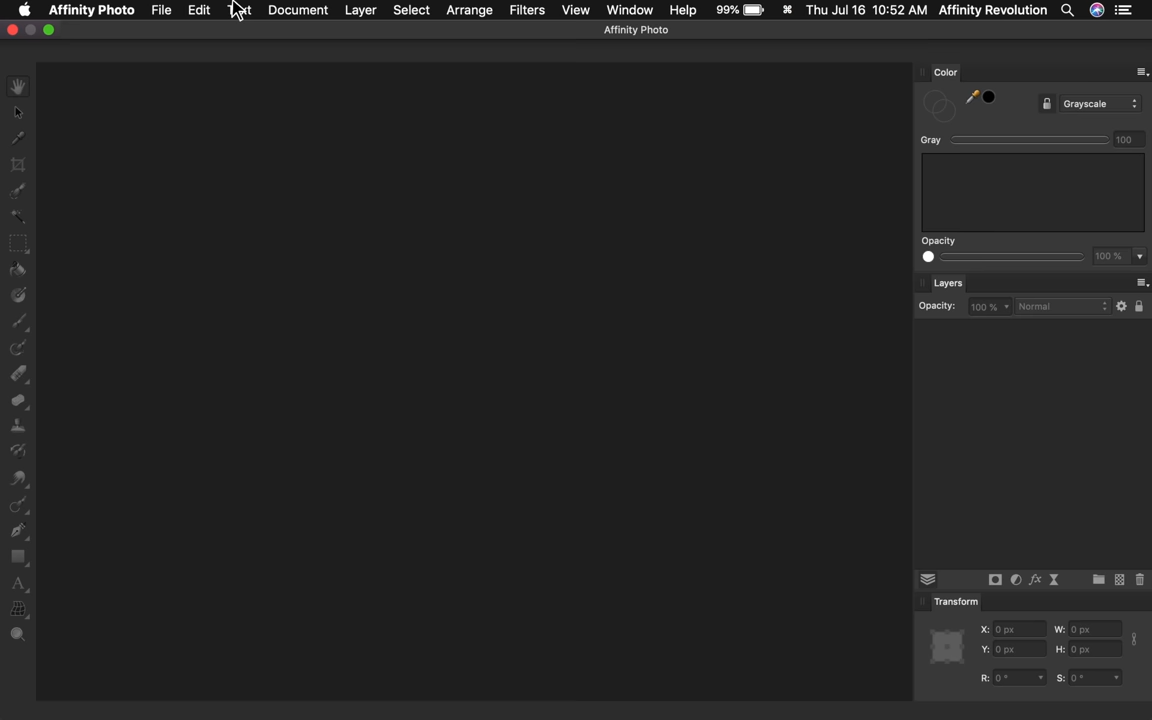 Affinity Photo File Edit Text Document Layer Select Arrange Filters View Window Help 99% Thu Jul 16 10:52 AM Affinity Revolution
Affinity Photo
Color
Grayscale
Gray 100
Opacity
100 %
Layers
Opacity: 100 % Normal
fx
Transform
X: 0 px W: 0 px
Y: 0 px H: 0 px
R: 0 ° S: 0 °
A